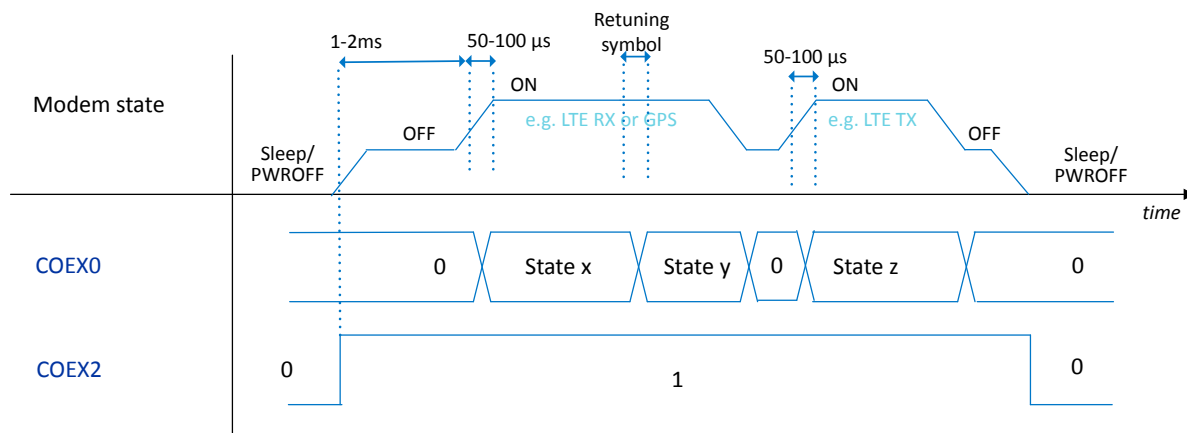 Retuning
symbol
1-2ms
50-100 µs
50-100 µs
Modem state
ON
ON
e.g. LTE RX or GPS
e.g. LTE TX
OFF
OFF
Sleep/
PWROFF
Sleep/
PWROFF
time
COEX0
0
State x
State y
0
State z
0
COEX2
0
1
0